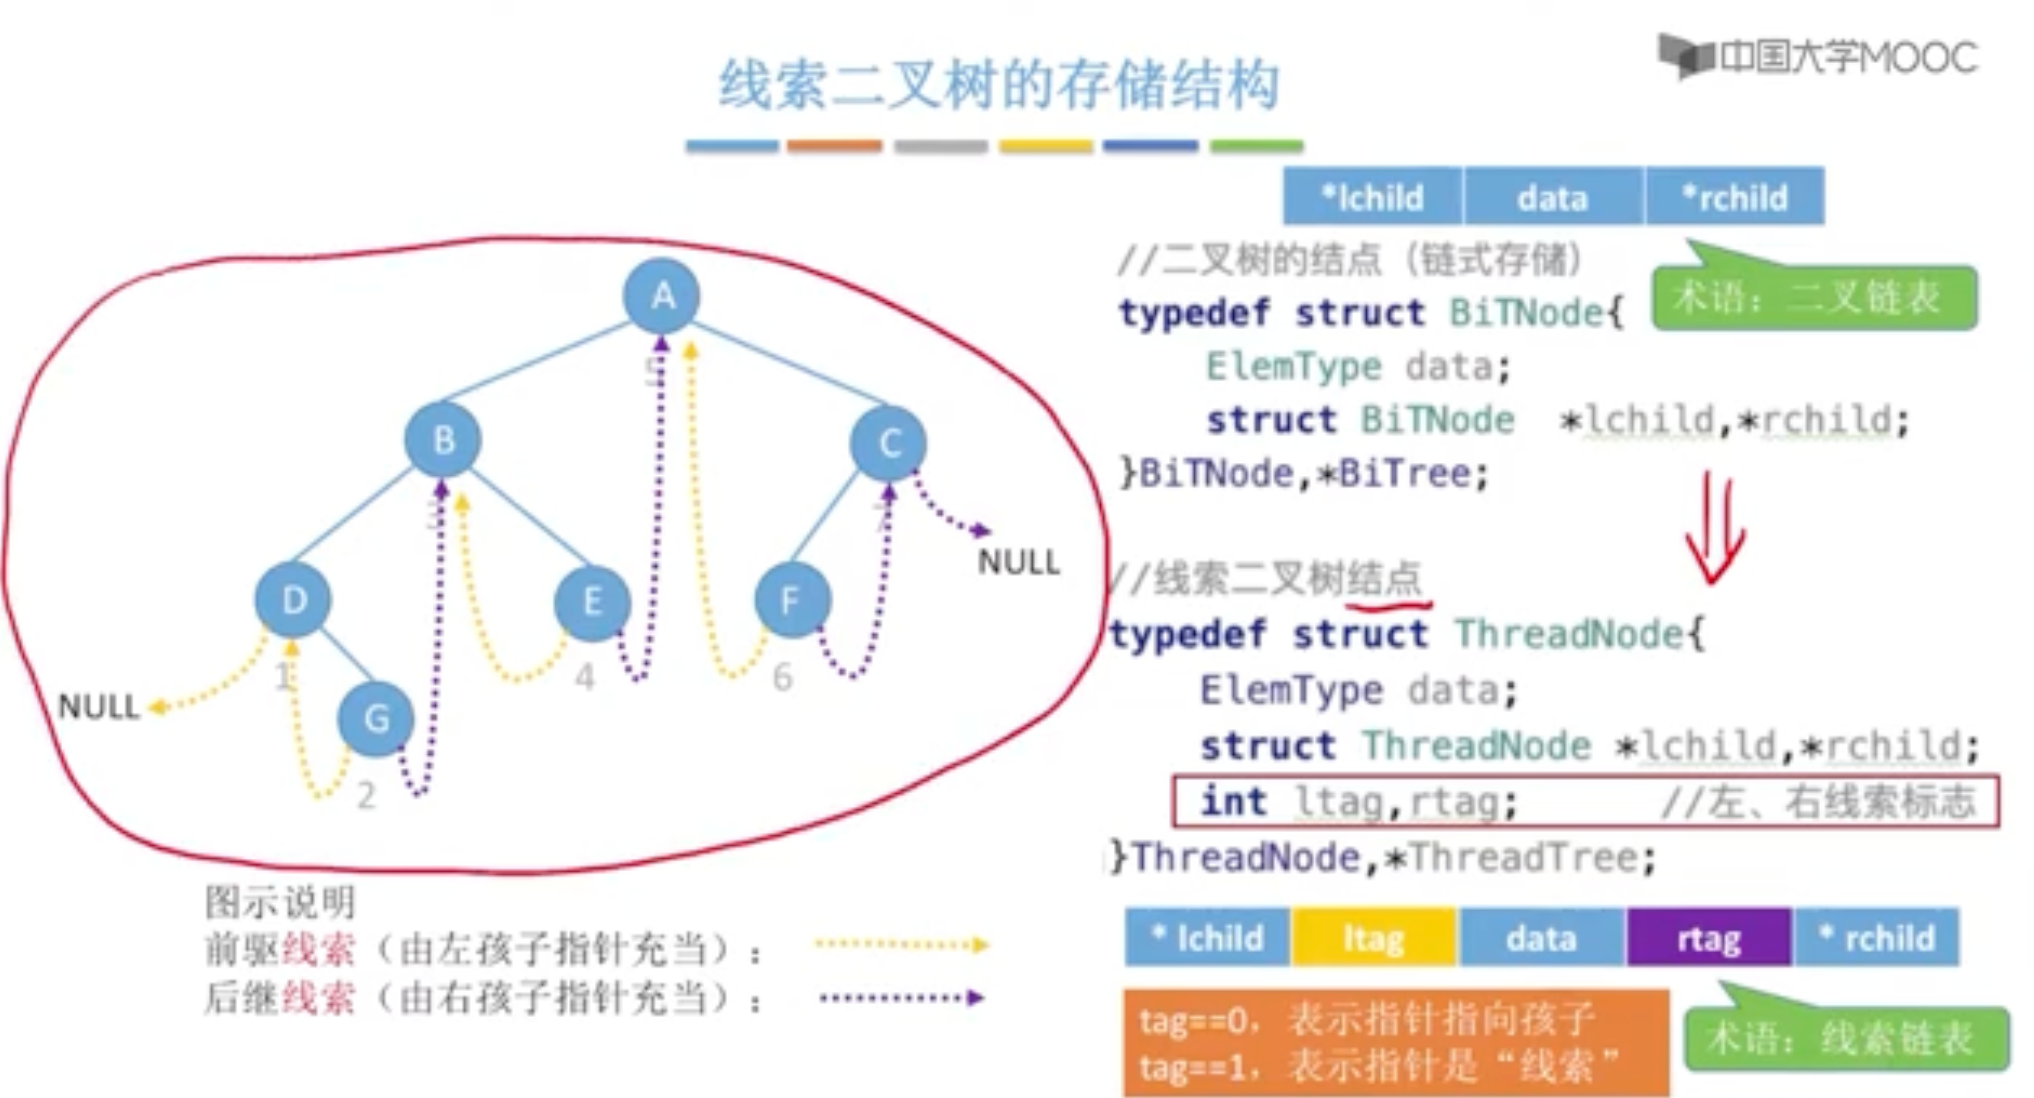 中国大学MOOC
线索二叉树的存储结构
*lchild data *rchild
//二叉树的结点（链式存储）
术语：二叉链表
typedef struct BiTNode{
ElemType data;
struct BiTNode *lchild,*rchild;
}BiTNode,*BiTree;
A
5
B
3
C
7
NULL
D
1
E
4
F
6
NULL
G
2
//线索二叉树结点
typedef struct ThreadNode{
ElemType data;
struct ThreadNode *lchild,*rchild;
int ltag,rtag; //左、右线索标志
}ThreadNode,*ThreadTree;
图示说明
前驱线索（由左孩子指针充当）：
后继线索（由右孩子指针充当）：
* lchild ltag data rtag * rchild
tag==0，表示指针指向孩子
tag==1，表示指针是“线索”
术语：线索链表